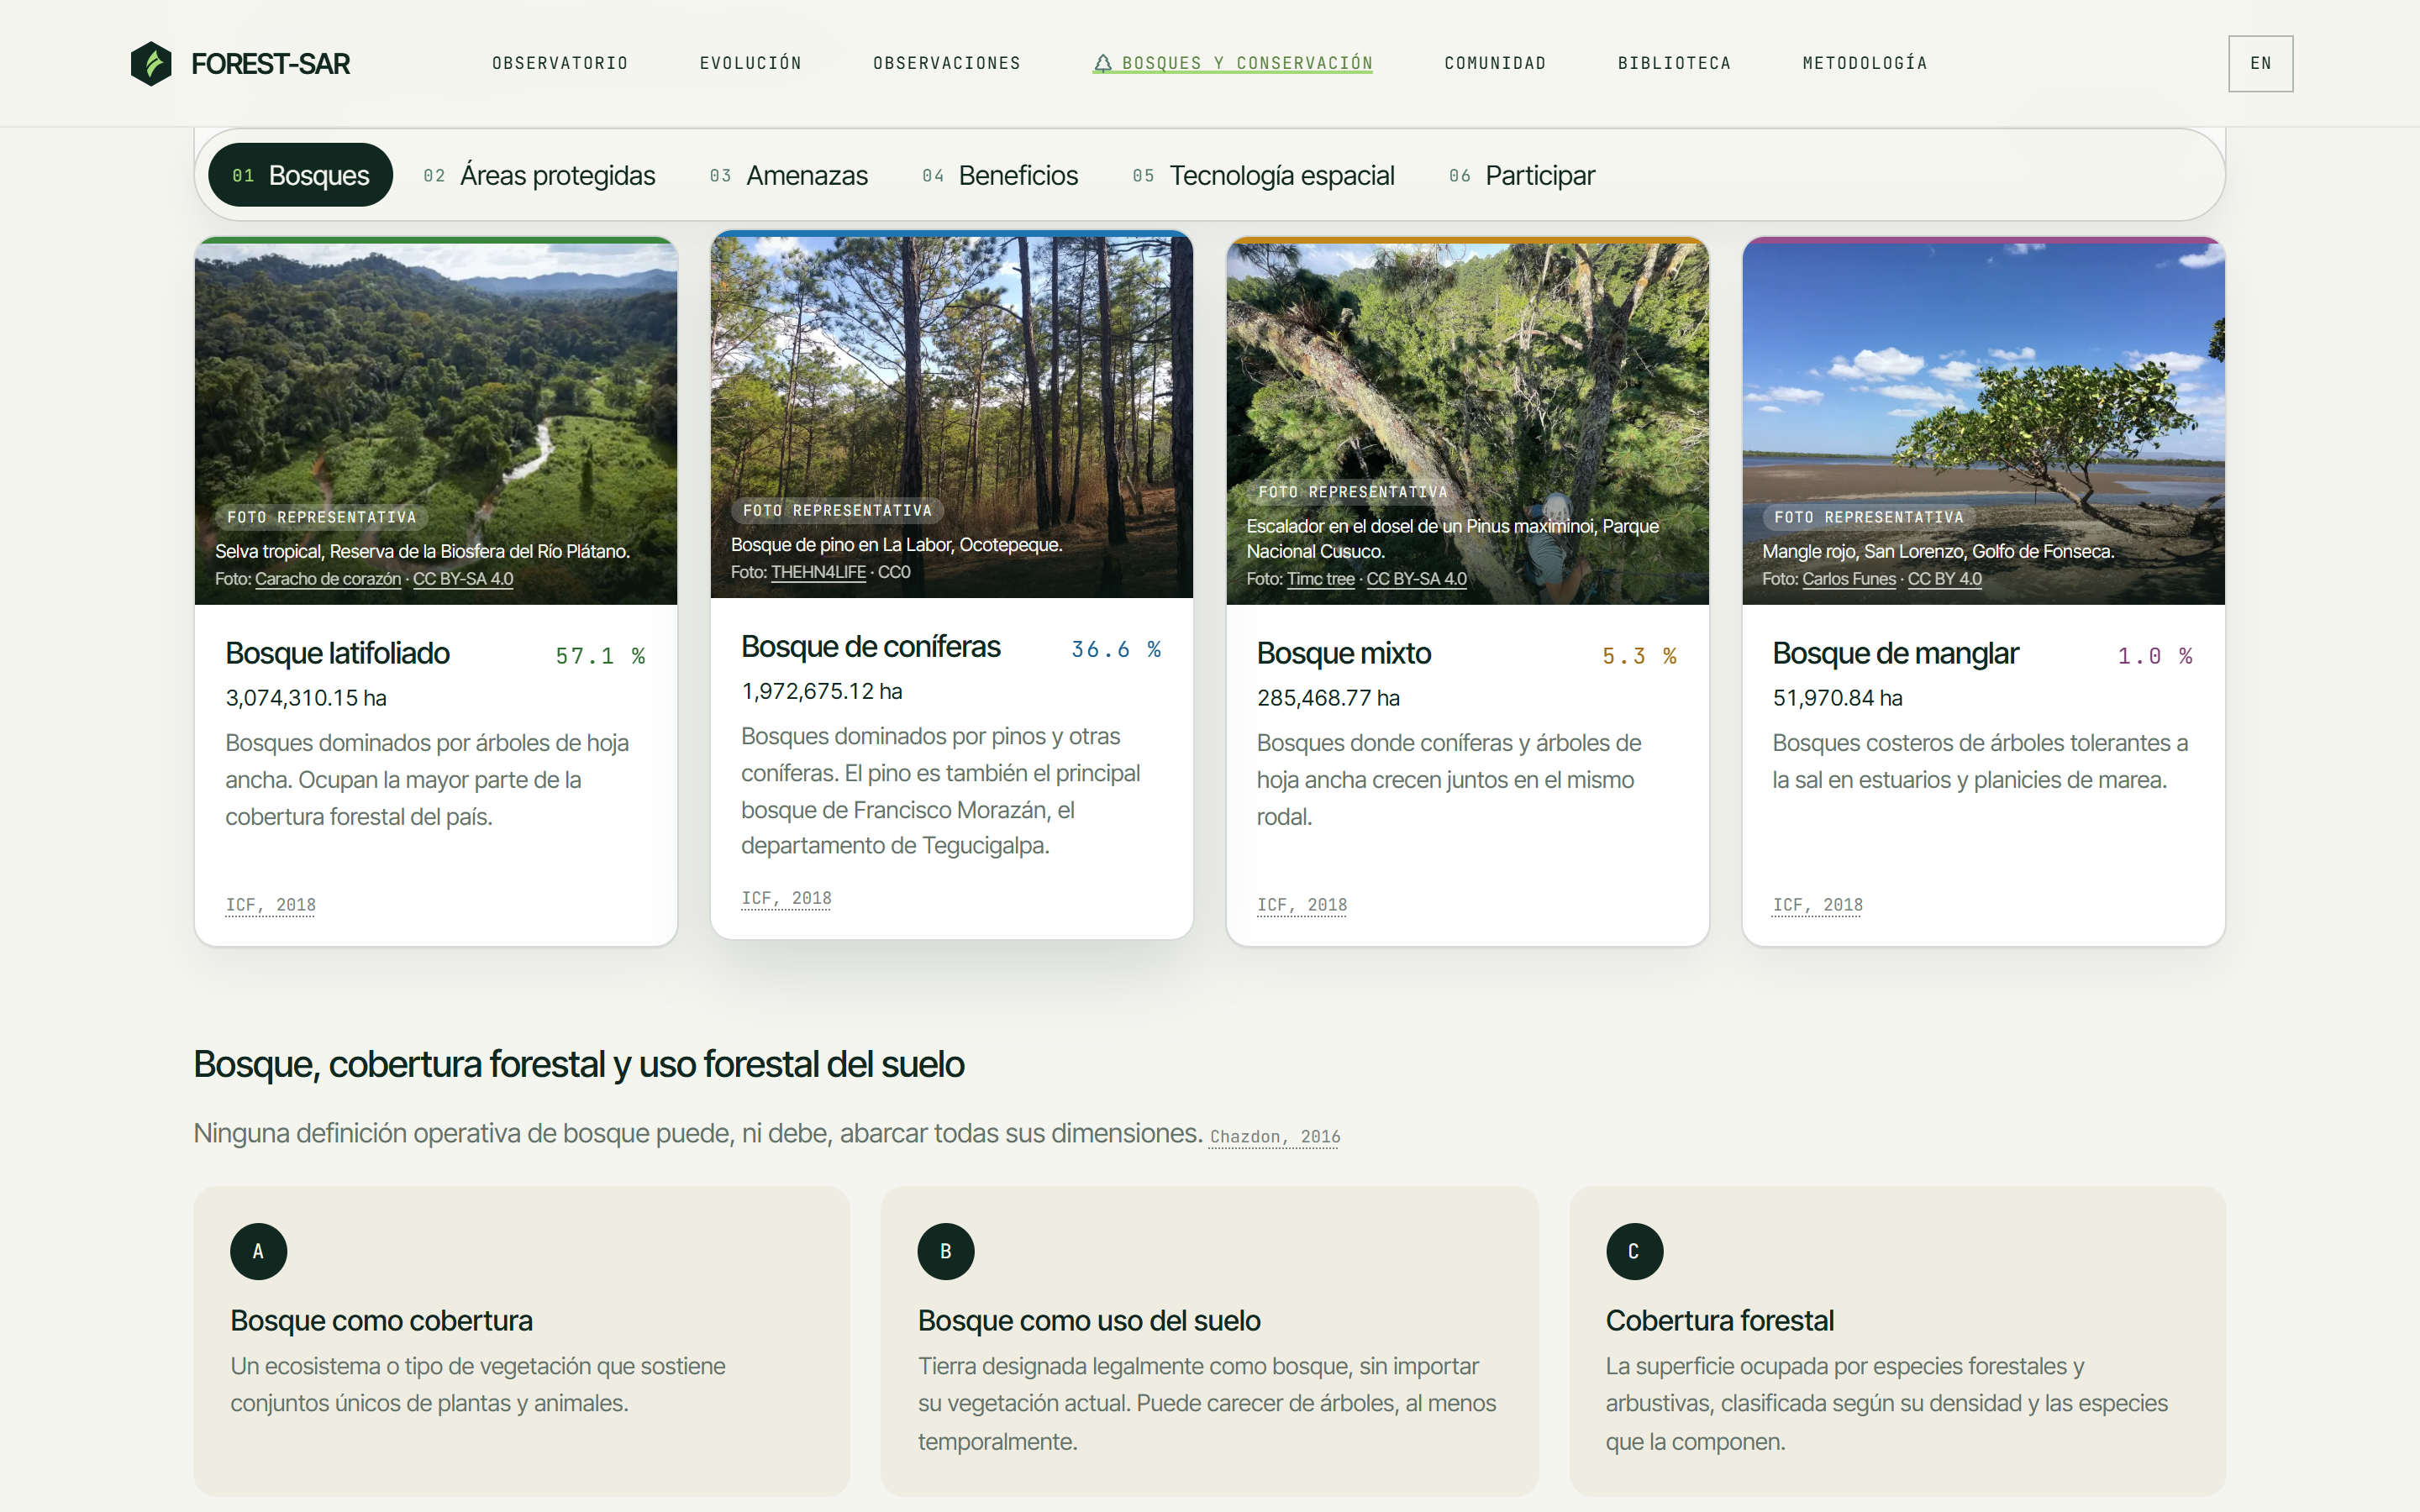 FOREST-SAR
OBSERVATORIO
EVOLUCIÓN
OBSERVACIONES
BOSQUES Y CONSERVACIÓN
COMUNIDAD
BIBLIOTECA
METODOLOGÍA
EN
01 Bosques
02 Áreas protegidas
03 Amenazas
04 Beneficios
05 Tecnología espacial
06 Participar
FOTO REPRESENTATIVA
Selva tropical, Reserva de la Biosfera del Río Plátano.
Foto: Caracho de corazón · CC BY-SA 4.0
Bosque latifoliado 57.1 %
3,074,310.15 ha
Bosques dominados por árboles de hoja
ancha. Ocupan la mayor parte de la
cobertura forestal del país.
ICF, 2018
FOTO REPRESENTATIVA
Bosque de pino en La Labor, Ocotepeque.
Foto: THEHN4LIFE · CC0
Bosque de coníferas 36.6 %
1,972,675.12 ha
Bosques dominados por pinos y otras
coníferas. El pino es también el principal
bosque de Francisco Morazán, el
departamento de Tegucigalpa.
ICF, 2018
FOTO REPRESENTATIVA
Escalador en el dosel de un Pinus maximinoi, Parque
Nacional Cusuco.
Foto: Timc tree · CC BY-SA 4.0
Bosque mixto 5.3 %
285,468.77 ha
Bosques donde coníferas y árboles de
hoja ancha crecen juntos en el mismo
rodal.
ICF, 2018
FOTO REPRESENTATIVA
Mangle rojo, San Lorenzo, Golfo de Fonseca.
Foto: Carlos Funes · CC BY 4.0
Bosque de manglar 1.0 %
51,970.84 ha
Bosques costeros de árboles tolerantes a
la sal en estuarios y planicies de marea.
ICF, 2018
Bosque, cobertura forestal y uso forestal del suelo
Ninguna definición operativa de bosque puede, ni debe, abarcar todas sus dimensiones. Chazdon, 2016
A
Bosque como cobertura
Un ecosistema o tipo de vegetación que sostiene
conjuntos únicos de plantas y animales.
B
Bosque como uso del suelo
Tierra designada legalmente como bosque, sin importar
su vegetación actual. Puede carecer de árboles, al menos
temporalmente.
C
Cobertura forestal
La superficie ocupada por especies forestales y
arbustivas, clasificada según su densidad y las especies
que la componen.